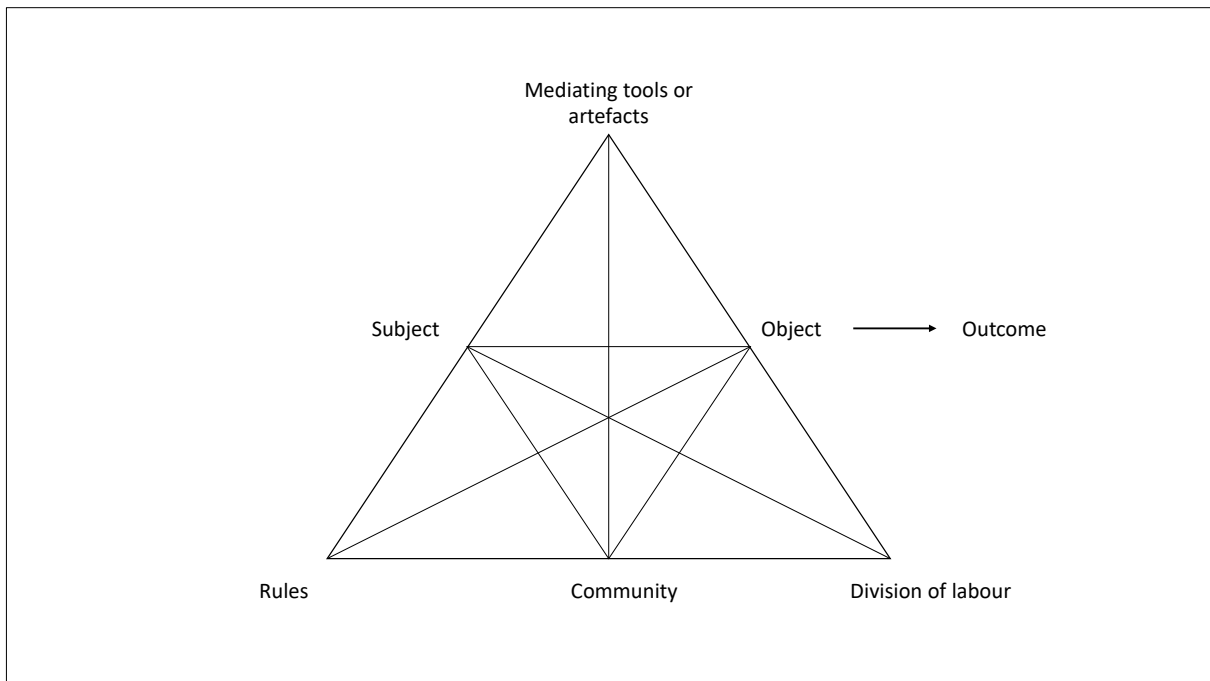 Mediating tools or
artefacts
Subject
Object
Outcome
Rules
Community
Division of labour